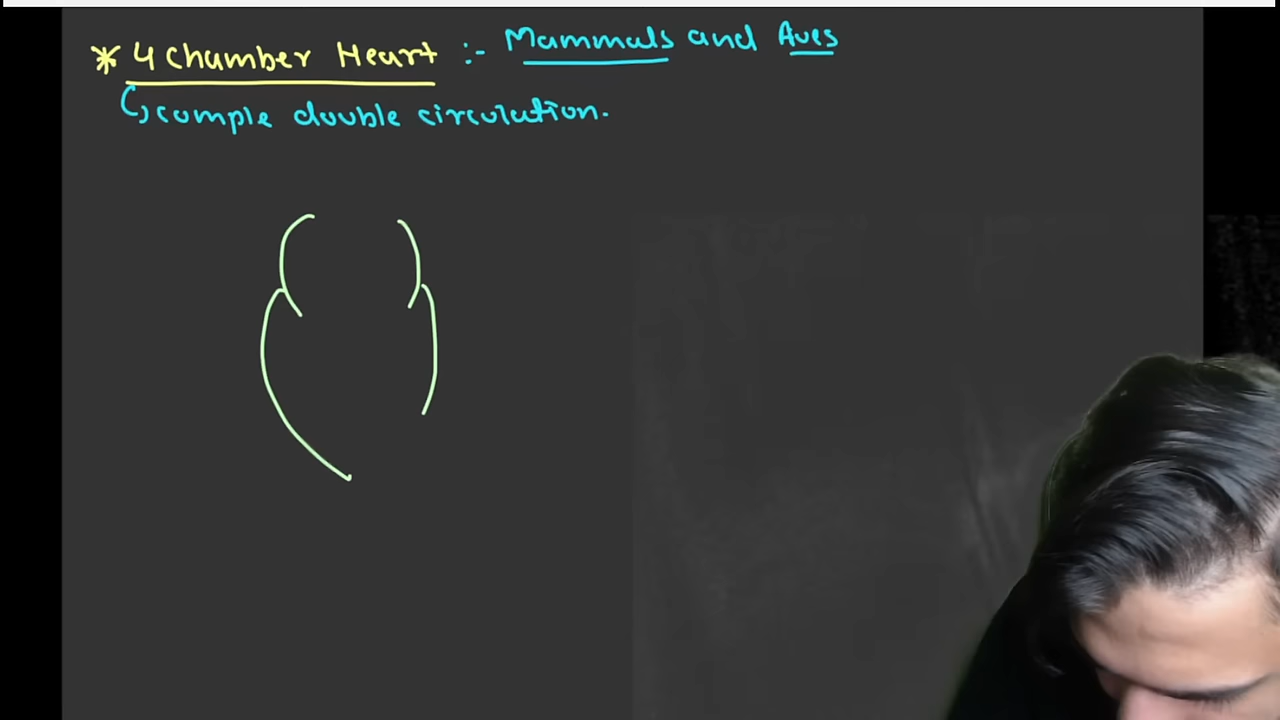 * 4 Chamber Heart :- Mammals and Aves
↳ comple double circulation.